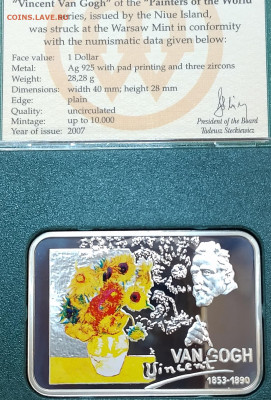 COINS.LAVE.RU
"Vincent Van Gogh" of the "Painters of the World"
series, issued by the Niue Island,
was struck at the Warsaw Mint in conformity
with the numismatic data given below:
Face value: 1 Dollar
Metal: Ag 925 with pad printing and three zircons
Weight: 28,28 g
Dimensions: width 40 mm; height 28 mm
Edge: plain
Quality: uncirculated
Mintage: up to 10.000
Year of issue: 2007
President of the Board
Tadeusz Steckiewicz
VAN GOGH
Vincent
1853-1890